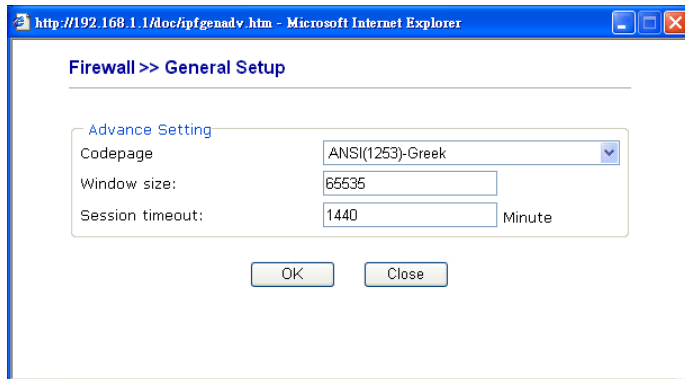 http://192.168.1.1/doc/ipfgenadv.htm - Microsoft Internet Explorer
Firewall >> General Setup
Advance Setting
Codepage ANSI(1253)-Greek
Window size: 65535
Session timeout: 1440 Minute
OK Close